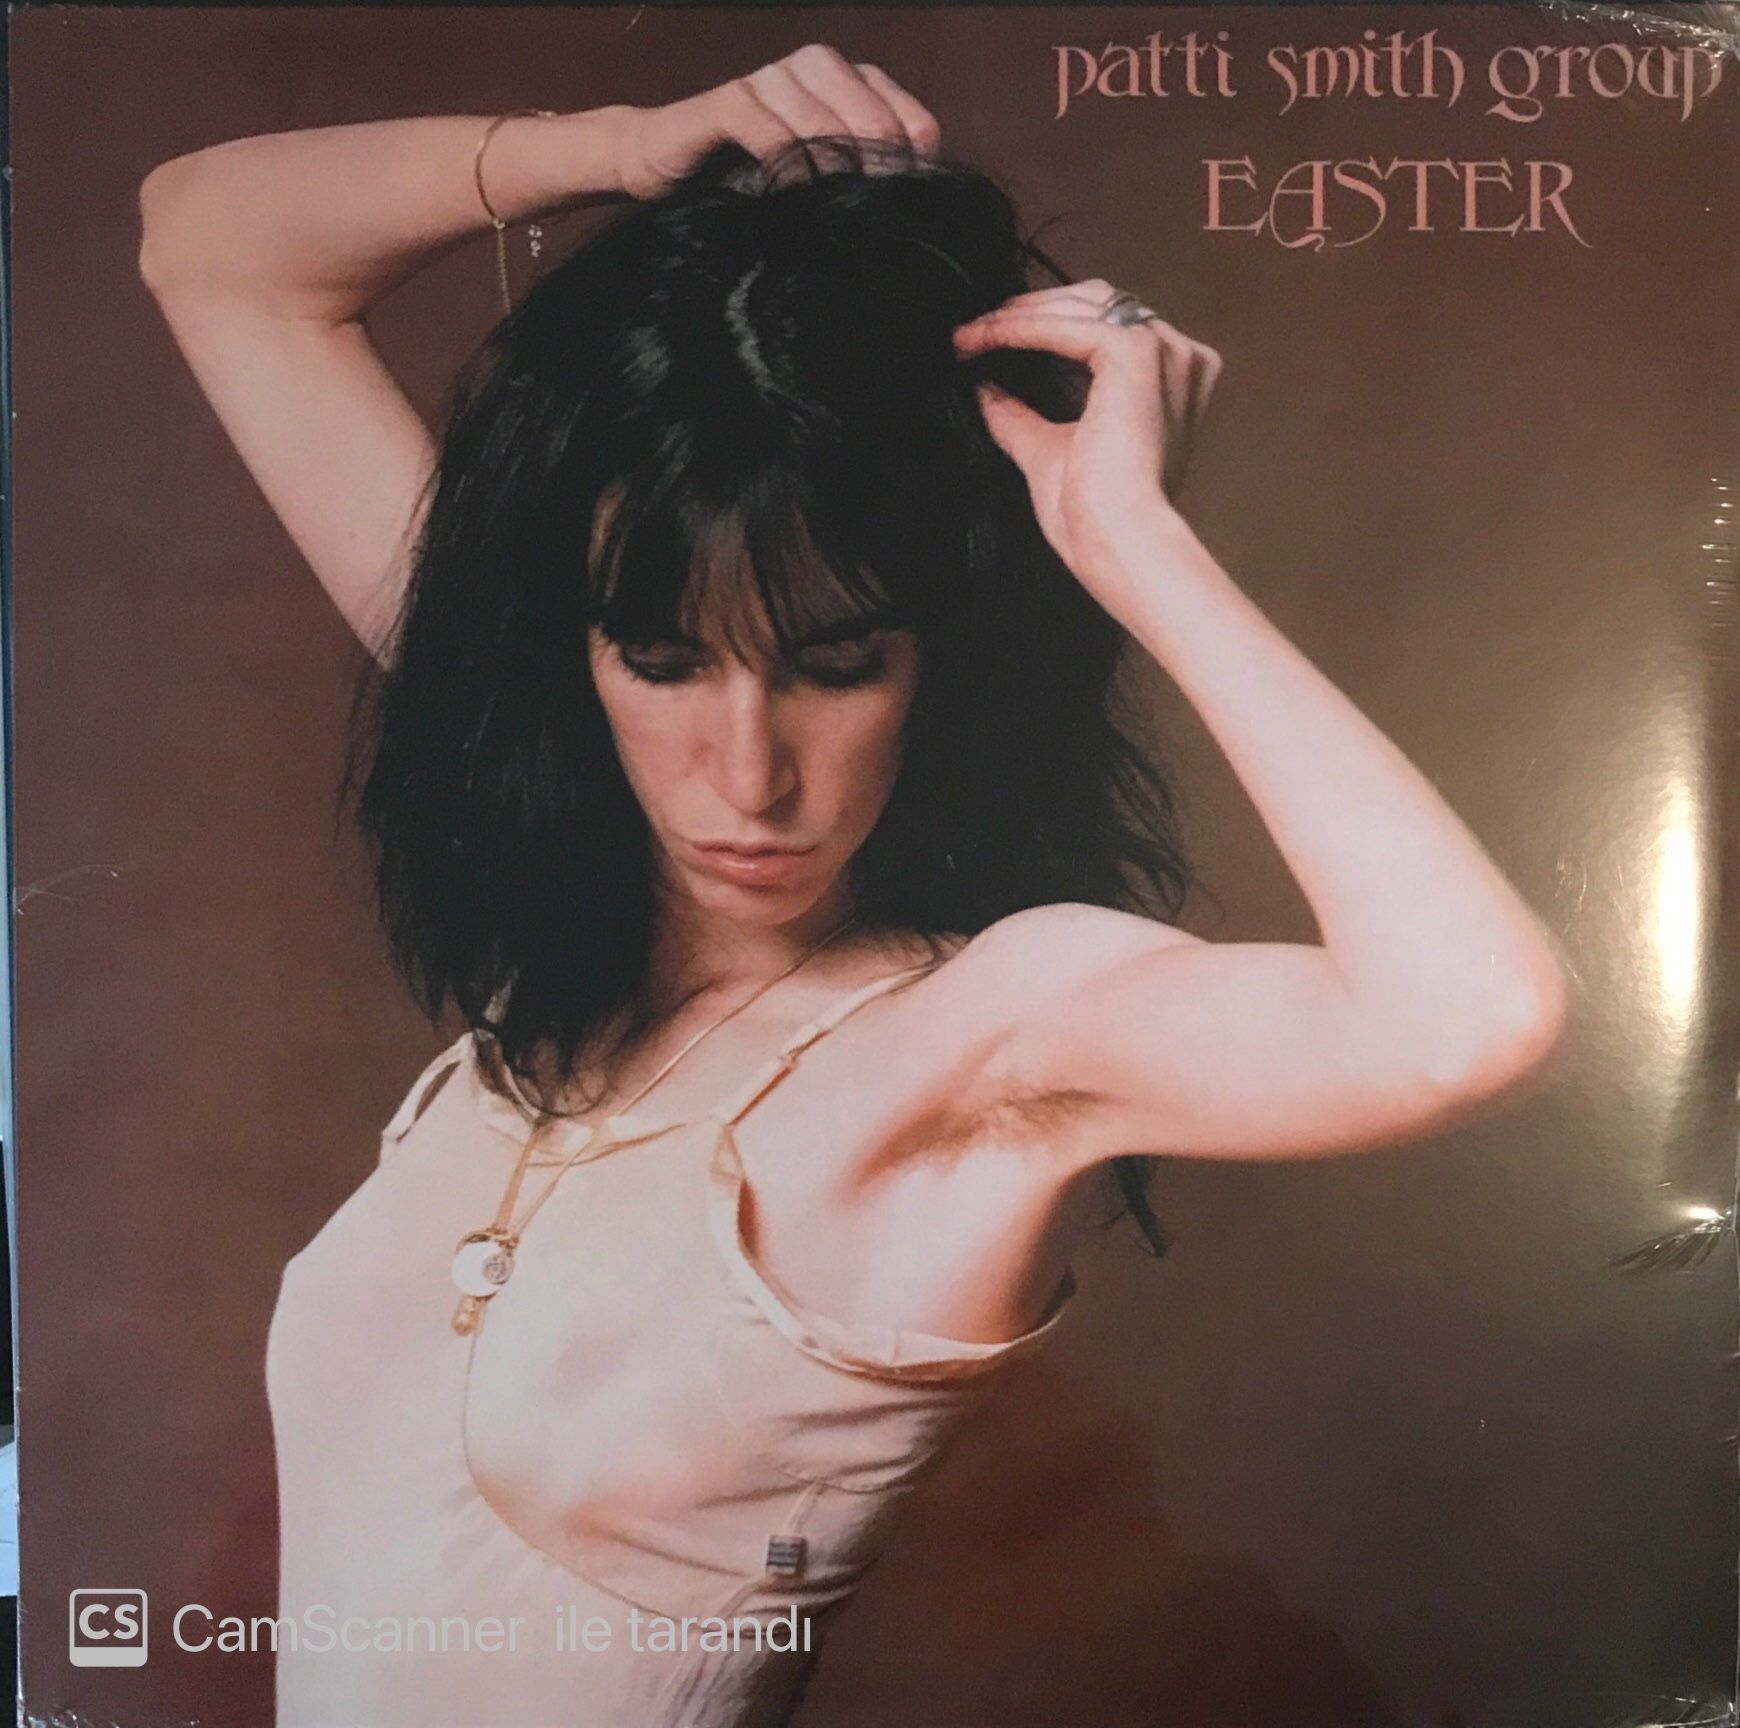 patti smith group
EASTER
CS CamScanner ile tarandı